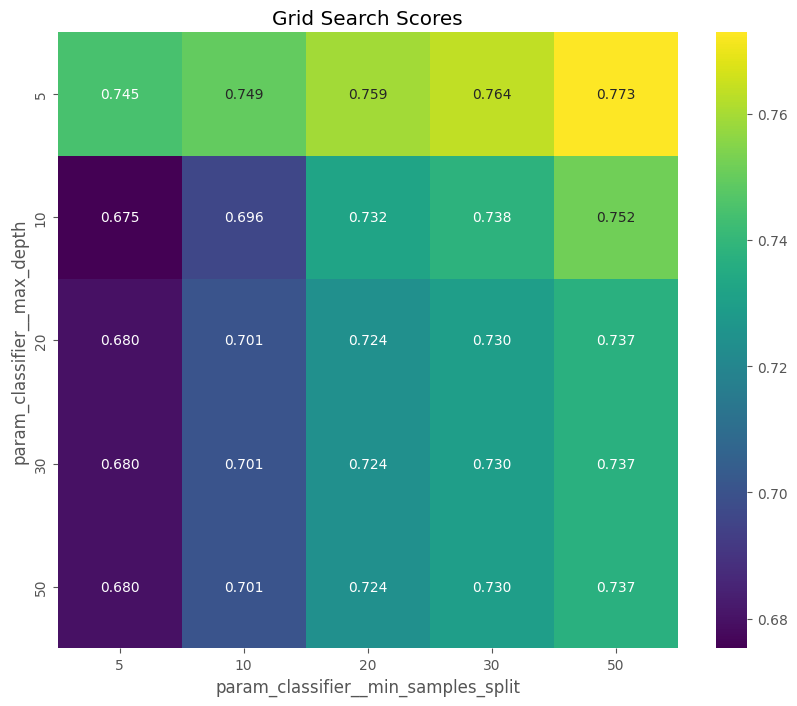 Grid Search Scores
param_classifier__max_depth
5 0.745 0.749 0.759 0.764 0.773
10 0.675 0.696 0.732 0.738 0.752
20 0.680 0.701 0.724 0.730 0.737
30 0.680 0.701 0.724 0.730 0.737
50 0.680 0.701 0.724 0.730 0.737
5 10 20 30 50
param_classifier__min_samples_split
0.76
0.74
0.72
0.70
0.68